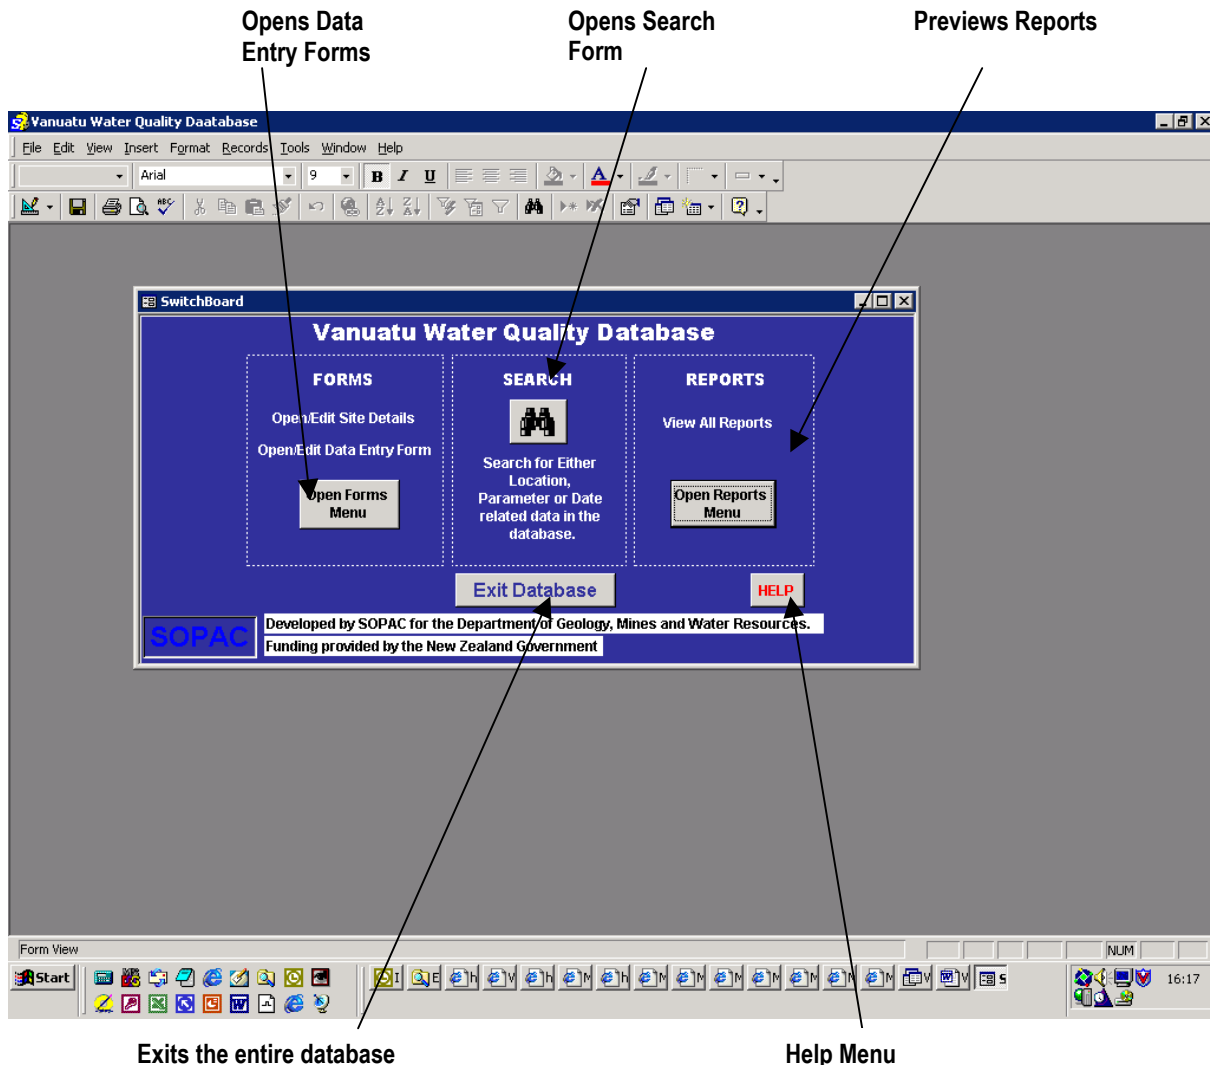 Opens Data
Entry Forms
Opens Search
Form
Previews Reports
Vanuatu Water Quality Daatabase
File Edit View Insert Format Records Tools Window Help
Arial 9 B I U A
SwitchBoard
Vanuatu Water Quality Database
FORMS
Open/Edit Site Details
Open/Edit Data Entry Form
Open Forms
Menu
SEARCH
Search for Either
Location,
Parameter or Date
related data in the
database.
REPORTS
View All Reports
Open Reports
Menu
Exit Database
HELP
SOPAC
Developed by SOPAC for the Department of Geology, Mines and Water Resources.
Funding provided by the New Zealand Government
Form View
NUM
Start
16:17
Exits the entire database
Help Menu